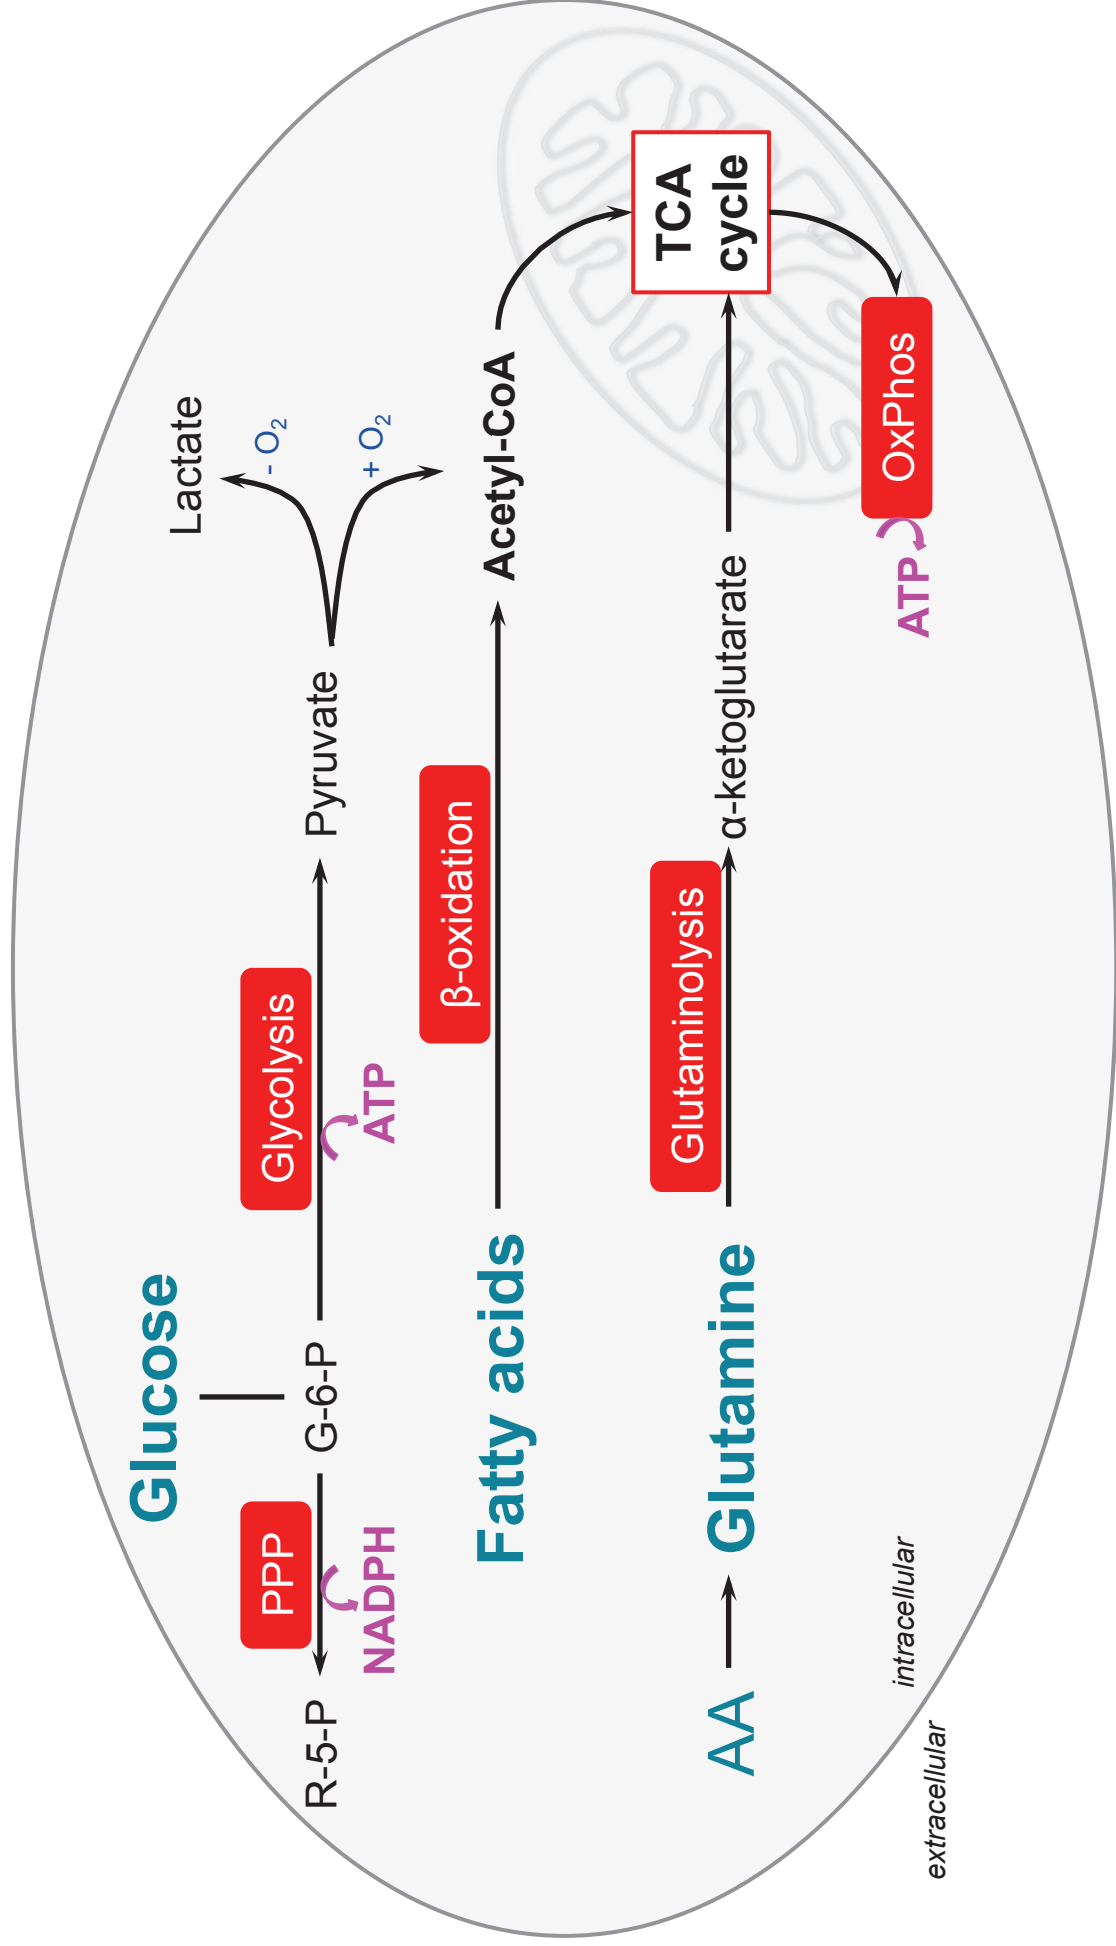 Glucose
Lactate
PPP
Glycolysis
- O₂
R-5-P
G-6-P
Pyruvate
NADPH
ATP
+ O₂
β-oxidation
Fatty acids
Acetyl-CoA
TCA
cycle
Glutaminolysis
AA
Glutamine
α-ketoglutarate
OxPhos
ATP
intracellular
extracellular